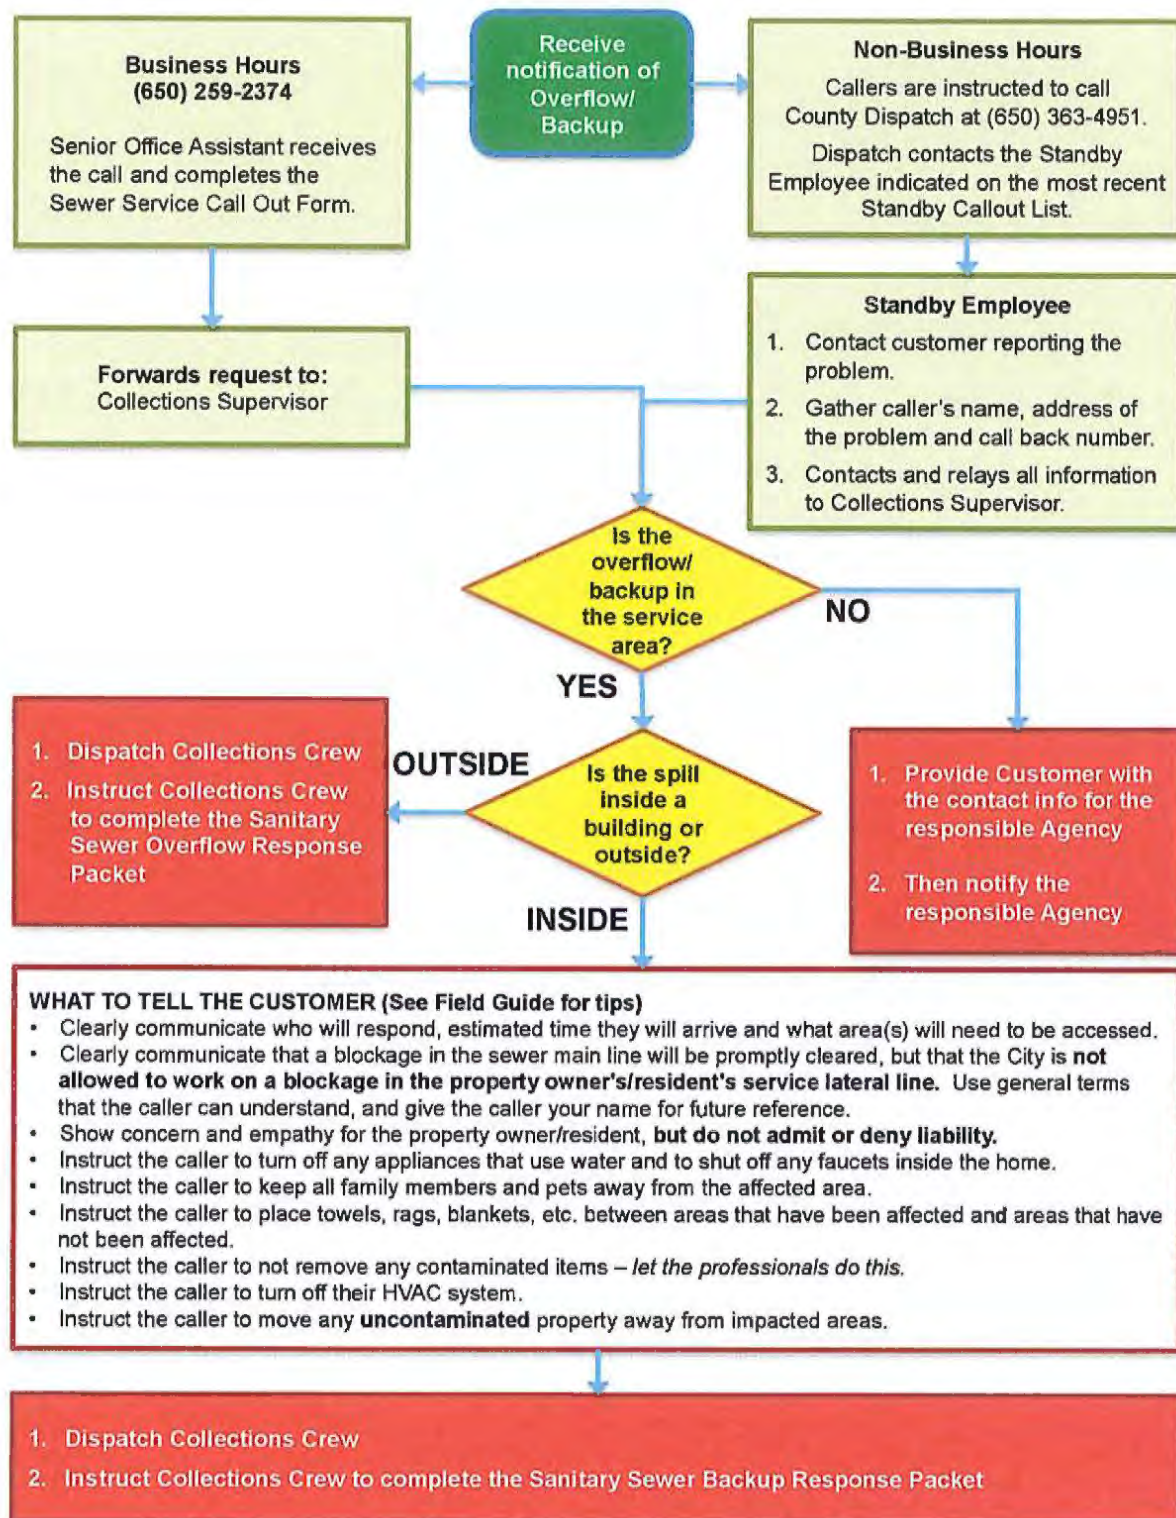 Receive
notification of
Overflow/
Backup
Business Hours
(650) 259-2374
Senior Office Assistant receives
the call and completes the
Sewer Service Call Out Form.
Non-Business Hours
Callers are instructed to call
County Dispatch at (650) 363-4951.
Dispatch contacts the Standby
Employee indicated on the most recent
Standby Callout List.
Forwards request to:
Collections Supervisor
Standby Employee
1. Contact customer reporting the
problem.
2. Gather caller's name, address of
the problem and call back number.
3. Contacts and relays all information
to Collections Supervisor.
Is the
overflow/
backup in
the service
area?
NO
YES
1. Dispatch Collections Crew
2. Instruct Collections Crew
to complete the Sanitary
Sewer Overflow Response
Packet
OUTSIDE
Is the spill
inside a
building or
outside?
1. Provide Customer with
the contact info for the
responsible Agency
2. Then notify the
responsible Agency
INSIDE
WHAT TO TELL THE CUSTOMER (See Field Guide for tips)
• Clearly communicate who will respond, estimated time they will arrive and what area(s) will need to be accessed.
• Clearly communicate that a blockage in the sewer main line will be promptly cleared, but that the City is not
allowed to work on a blockage in the property owner's/resident's service lateral line. Use general terms
that the caller can understand, and give the caller your name for future reference.
• Show concern and empathy for the property owner/resident, but do not admit or deny liability.
• Instruct the caller to turn off any appliances that use water and to shut off any faucets inside the home.
• Instruct the caller to keep all family members and pets away from the affected area.
• Instruct the caller to place towels, rags, blankets, etc. between areas that have been affected and areas that have
not been affected.
• Instruct the caller to not remove any contaminated items – let the professionals do this.
• Instruct the caller to turn off their HVAC system.
• Instruct the caller to move any uncontaminated property away from impacted areas.
1. Dispatch Collections Crew
2. Instruct Collections Crew to complete the Sanitary Sewer Backup Response Packet